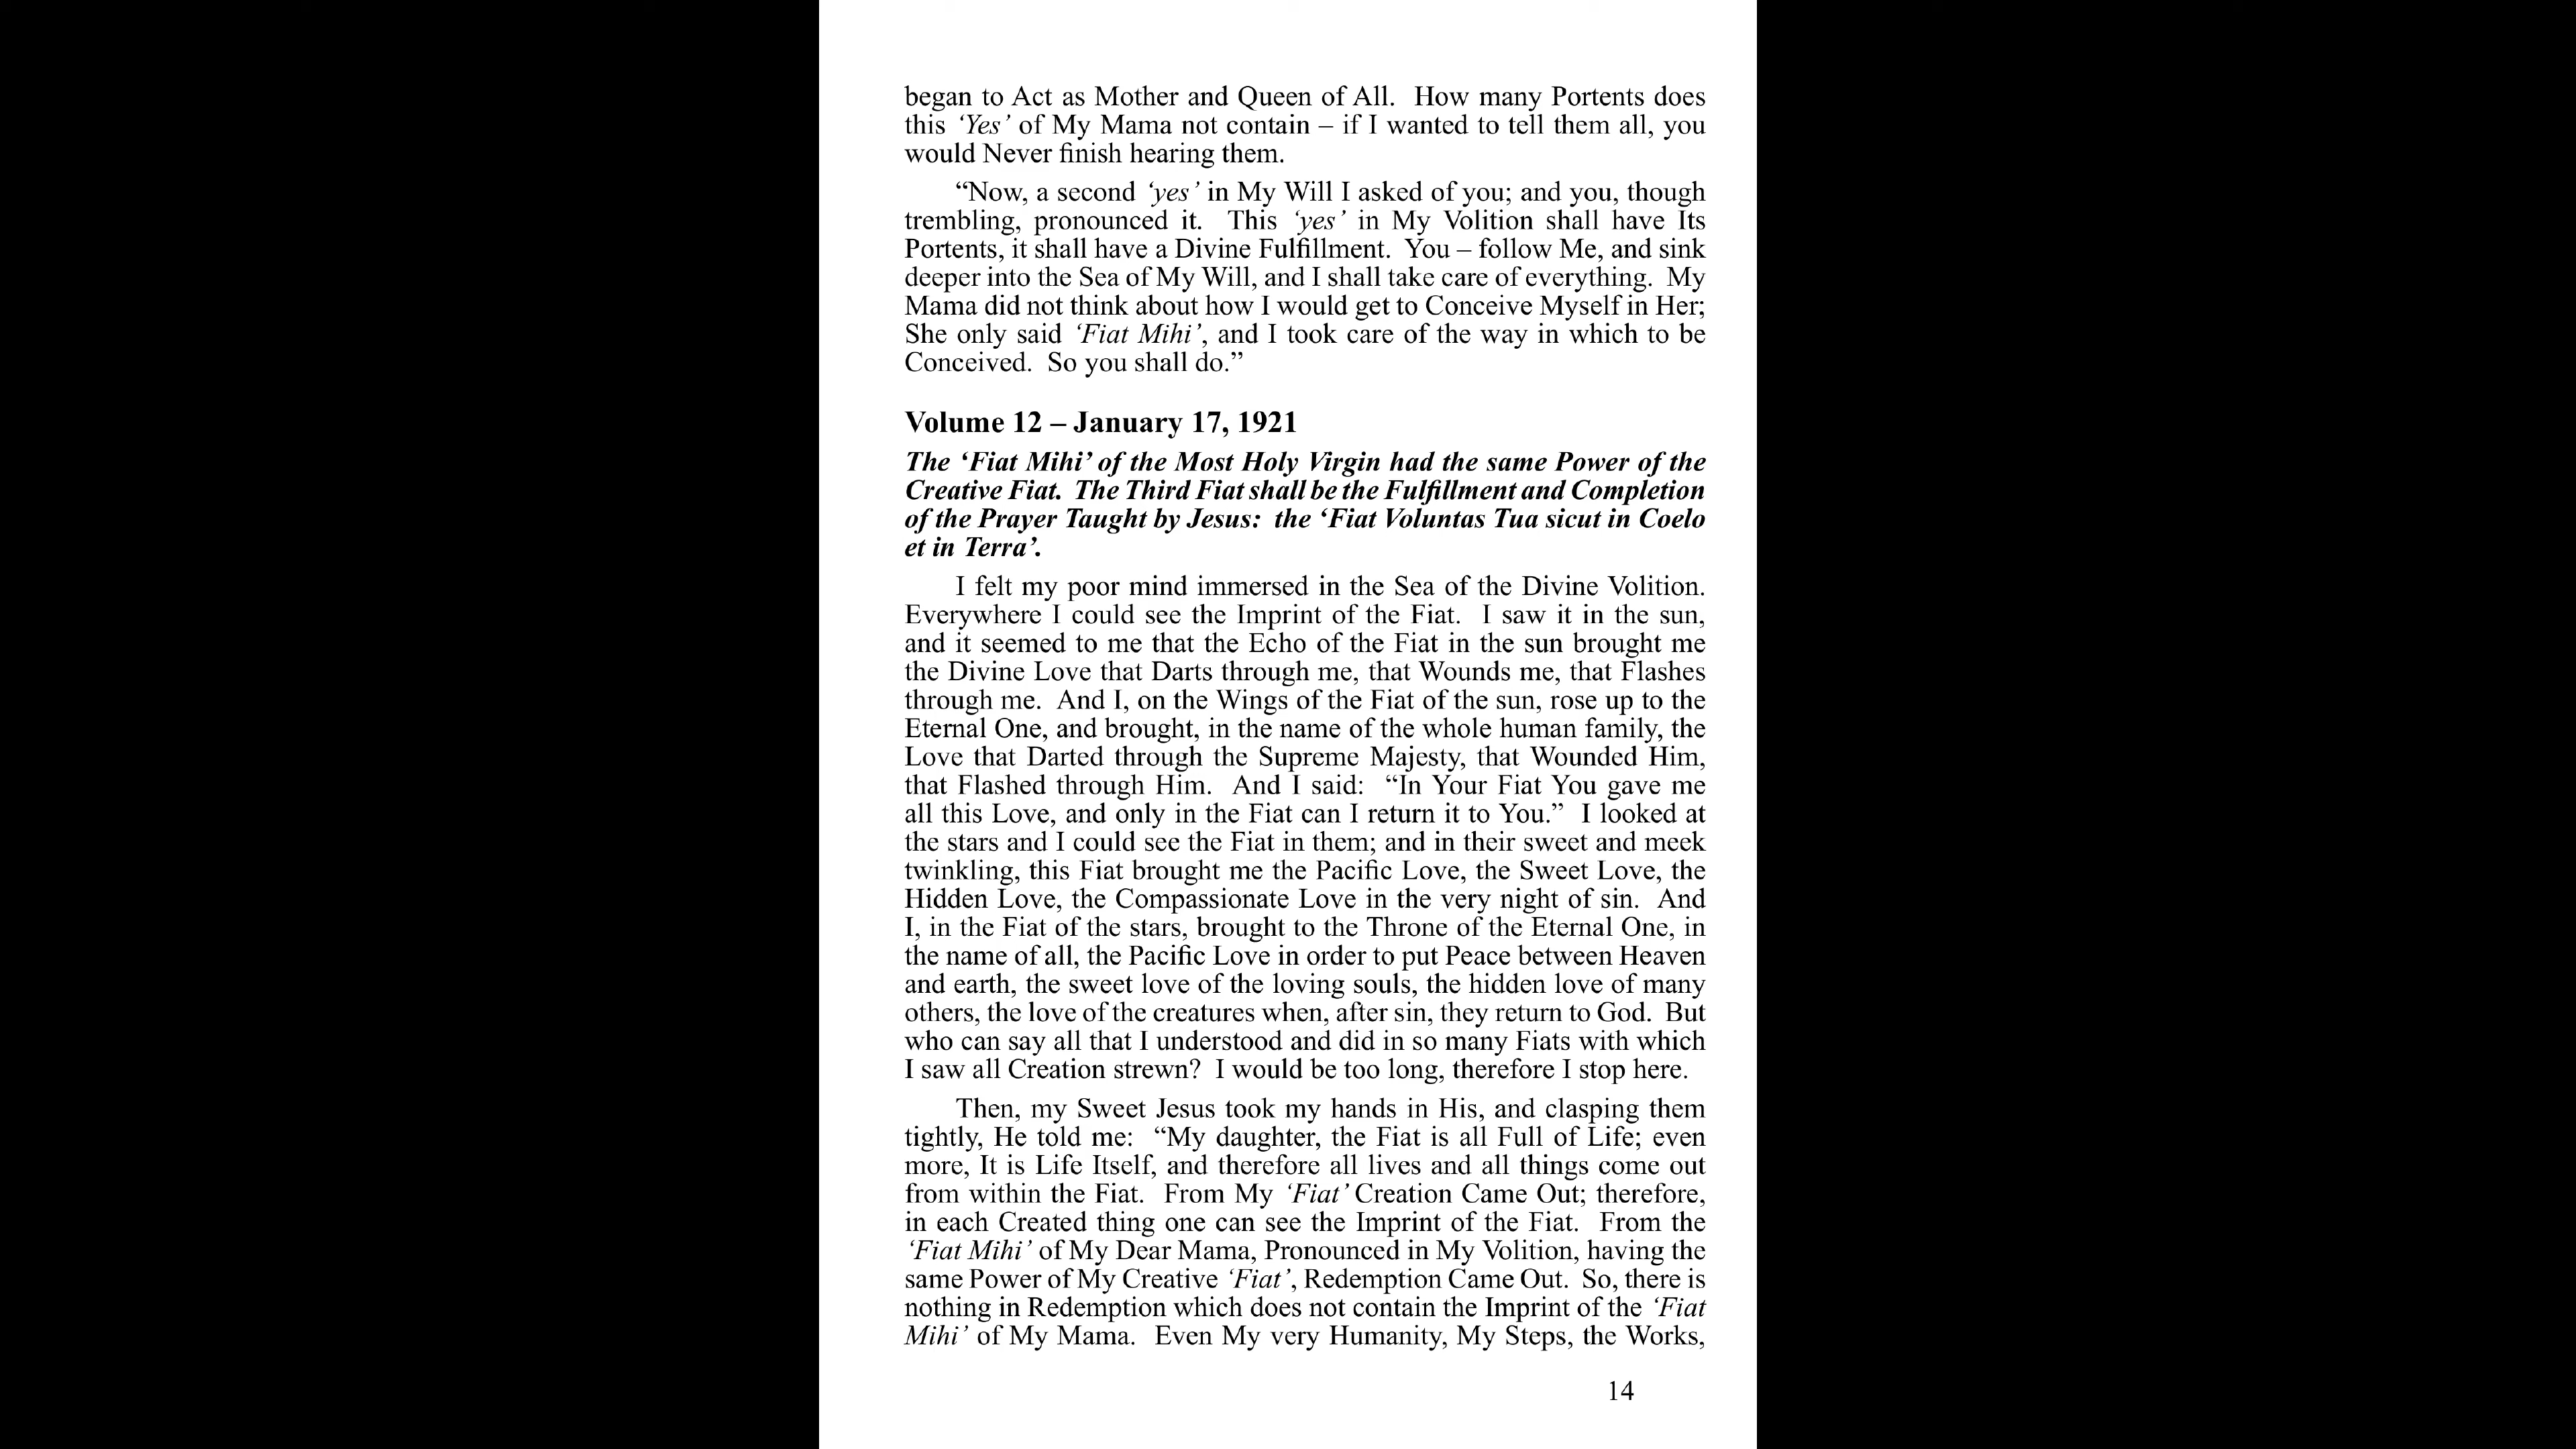 began to Act as Mother and Queen of All.  How many Portents does
this ‘Yes’ of My Mama not contain – if I wanted to tell them all, you
would Never finish hearing them.
“Now, a second ‘yes’ in My Will I asked of you; and you, though
trembling, pronounced it.  This ‘yes’ in My Volition shall have Its
Portents, it shall have a Divine Fulfillment.  You – follow Me, and sink
deeper into the Sea of My Will, and I shall take care of everything.  My
Mama did not think about how I would get to Conceive Myself in Her;
She only said ‘Fiat Mihi’, and I took care of the way in which to be
Conceived.  So you shall do.”
Volume 12 – January 17, 1921
The ‘Fiat Mihi’ of the Most Holy Virgin had the same Power of the
Creative Fiat.  The Third Fiat shall be the Fulfillment and Completion
of the Prayer Taught by Jesus:  the ‘Fiat Voluntas Tua sicut in Coelo
et in Terra’.
I felt my poor mind immersed in the Sea of the Divine Volition.
Everywhere I could see the Imprint of the Fiat.  I saw it in the sun,
and it seemed to me that the Echo of the Fiat in the sun brought me
the Divine Love that Darts through me, that Wounds me, that Flashes
through me.  And I, on the Wings of the Fiat of the sun, rose up to the
Eternal One, and brought, in the name of the whole human family, the
Love that Darted through the Supreme Majesty, that Wounded Him,
that Flashed through Him.  And I said:  “In Your Fiat You gave me
all this Love, and only in the Fiat can I return it to You.”  I looked at
the stars and I could see the Fiat in them; and in their sweet and meek
twinkling, this Fiat brought me the Pacific Love, the Sweet Love, the
Hidden Love, the Compassionate Love in the very night of sin.  And
I, in the Fiat of the stars, brought to the Throne of the Eternal One, in
the name of all, the Pacific Love in order to put Peace between Heaven
and earth, the sweet love of the loving souls, the hidden love of many
others, the love of the creatures when, after sin, they return to God.  But
who can say all that I understood and did in so many Fiats with which
I saw all Creation strewn?  I would be too long, therefore I stop here.
Then, my Sweet Jesus took my hands in His, and clasping them
tightly, He told me:  “My daughter, the Fiat is all Full of Life; even
more, It is Life Itself, and therefore all lives and all things come out
from within the Fiat.  From My ‘Fiat’ Creation Came Out; therefore,
in each Created thing one can see the Imprint of the Fiat.  From the
‘Fiat Mihi’ of My Dear Mama, Pronounced in My Volition, having the
same Power of My Creative ‘Fiat’, Redemption Came Out.  So, there is
nothing in Redemption which does not contain the Imprint of the ‘Fiat
Mihi’ of My Mama.  Even My very Humanity, My Steps, the Works,
14